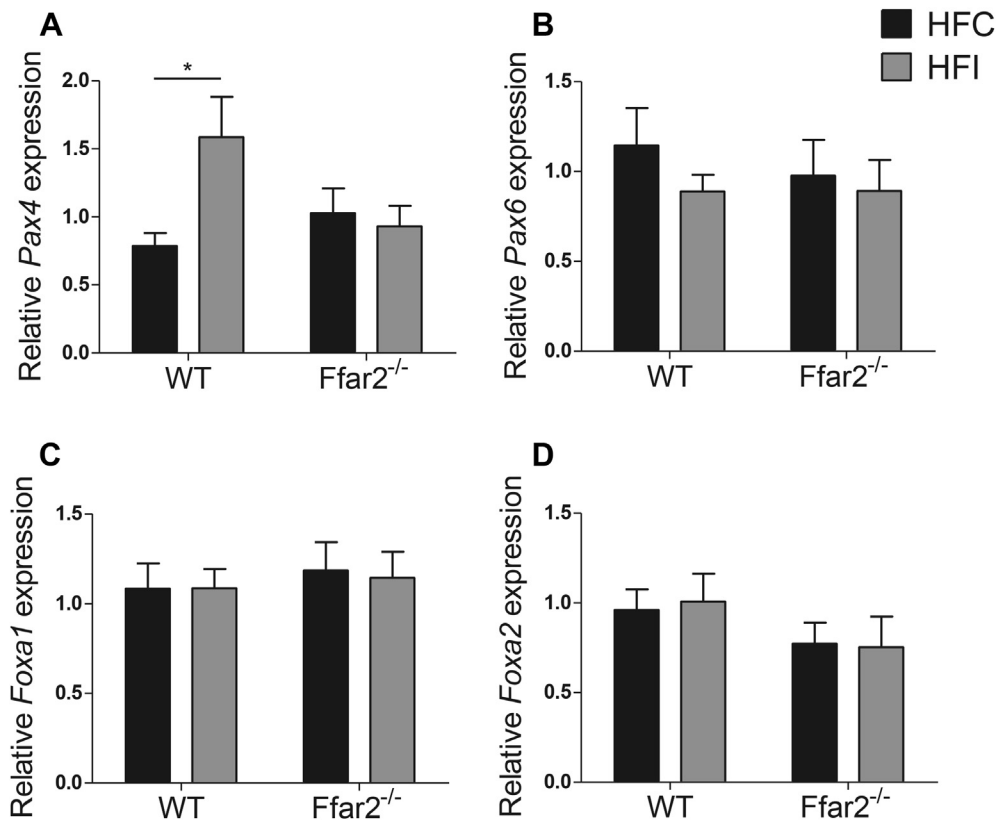 A
B
HFC
HFI
Relative Pax4 expression
2.0
1.5
1.0
0.5
0.0
*
WT
Ffar2-/-
Relative Pax6 expression
1.5
1.0
0.5
0.0
WT
Ffar2-/-
C
D
Relative Foxa1 expression
1.5
1.0
0.5
0.0
WT
Ffar2-/-
Relative Foxa2 expression
1.5
1.0
0.5
0.0
WT
Ffar2-/-